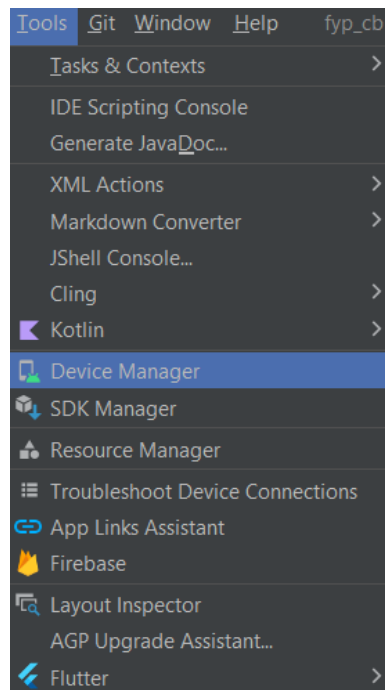 Tools Git Window Help fyp_cb
Tasks & Contexts
IDE Scripting Console
Generate JavaDoc...
XML Actions
Markdown Converter
JShell Console...
Cling
Kotlin
Device Manager
SDK Manager
Resource Manager
Troubleshoot Device Connections
App Links Assistant
Firebase
Layout Inspector
AGP Upgrade Assistant...
Flutter